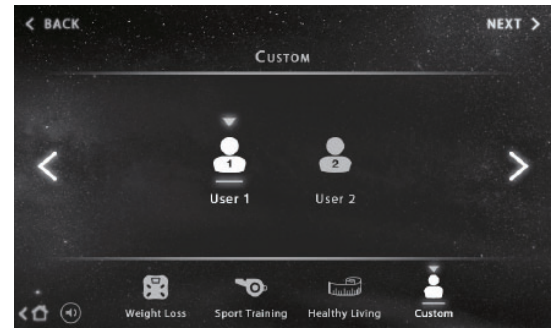 BACK
NEXT
CUSTOM
1
2
User 1
User 2
Weight Loss
Sport Training
Healthy Living
Custom